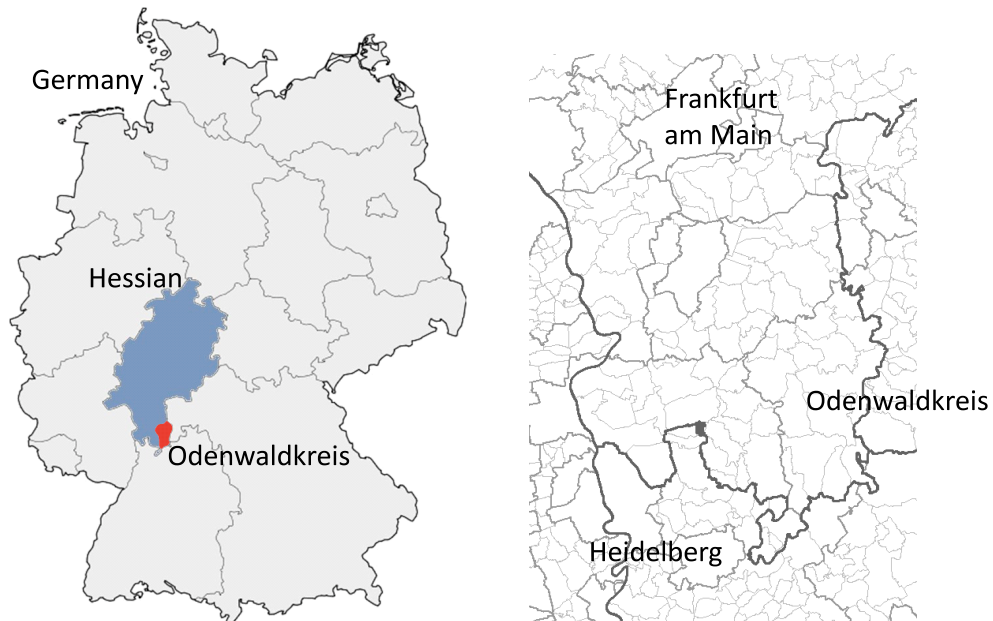 Germany
Hessian
Odenwaldkreis
Frankfurt
am Main
Odenwaldkreis
Heidelberg